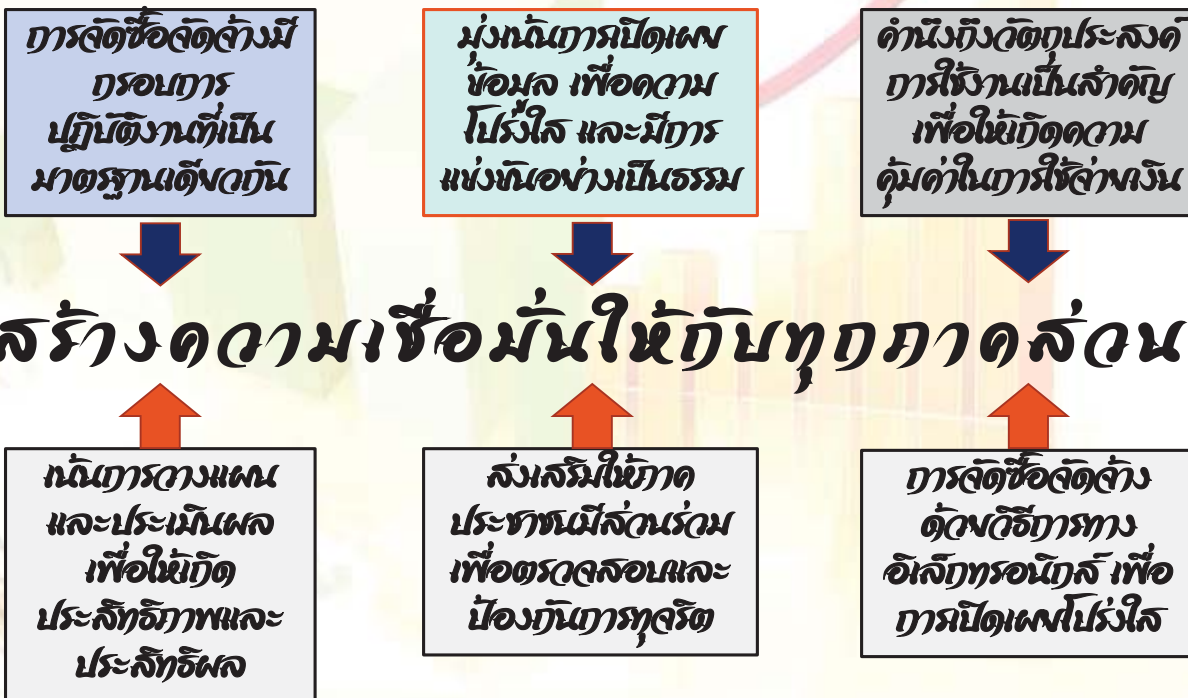 การจัดซื้อจัดจ้างมี
กรอบการ
ปฏิบัติงานที่เป็น
มาตรฐานเดียวกัน
มุ่งเน้นการเปิดเผย
ข้อมูล เพื่อความ
โปร่งใส และมีการ
แข่งขันอย่างเป็นธรรม
คำนึงถึงวัตถุประสงค์
การใช้งานเป็นสำคัญ
เพื่อให้เกิดความ
คุ้มค่าในการใช้จ่ายเงิน
สร้างความเชื่อมั่นให้กับทุกภาคส่วน
เน้นการวางแผน
และประเมินผล
เพื่อให้เกิด
ประสิทธิภาพและ
ประสิทธิผล
ส่งเสริมให้ภาค
ประชาชนมีส่วนร่วม
เพื่อตรวจสอบและ
ป้องกันการทุจริต
การจัดซื้อจัดจ้าง
ด้วยวิธีการทาง
อิเล็กทรอนิกส์ เพื่อ
การเปิดเผยโปร่งใส